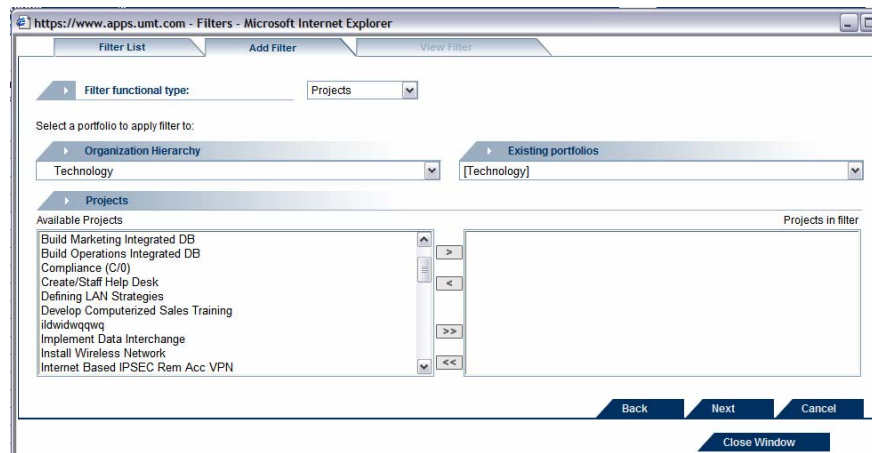 https://www.apps.umt.com - Filters - Microsoft Internet Explorer
Filter List Add Filter View Filter
Filter functional type: Projects
Select a portfolio to apply filter to:
Organization Hierarchy Existing portfolios
Technology [Technology]
Projects
Available Projects Projects in filter
Build Marketing Integrated DB
Build Operations Integrated DB
Compliance (C/0)
Create/Staff Help Desk
Defining LAN Strategies
Develop Computerized Sales Training
ildwidwqqwq
Implement Data Interchange
Install Wireless Network
Internet Based IPSEC Rem Acc VPN
>
<
>>
<<
Back Next Cancel
Close Window